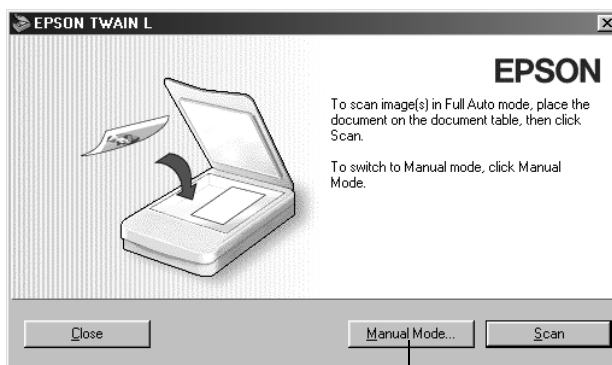 EPSON TWAIN L
EPSON
To scan image(s) in Full Auto mode, place the
document on the document table, then click
Scan.
To switch to Manual mode, click Manual
Mode.
Close
Manual Mode...
Scan